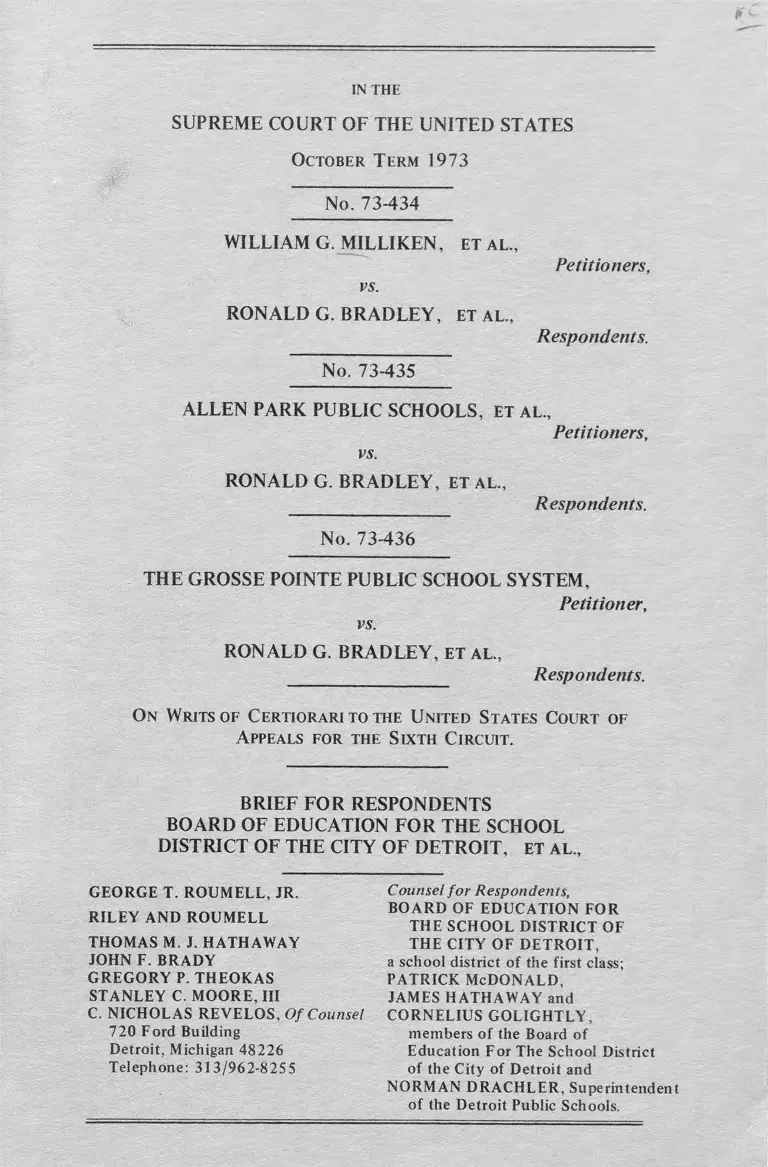 IN THE
SUPREME COURT OF THE UNITED STATES
OCTOBER TERM 1973
No. 73-434
WILLIAM G. MILLIKEN, ET AL.,
Petitioners,
vs.
RONALD G. BRADLEY, ET AL.,
Respondents.
No. 73-435
ALLEN PARK PUBLIC SCHOOLS, ET AL.,
Petitioners,
vs.
RONALD G. BRADLEY, ET AL.,
Respondents.
No. 73-436
THE GROSSE POINTE PUBLIC SCHOOL SYSTEM,
Petitioner,
vs.
RONALD G. BRADLEY, ET AL.,
Respondents.
ON WRITS OF CERTIORARI TO THE UNITED STATES COURT OF
APPEALS FOR THE SIXTH CIRCUIT.
BRIEF FOR RESPONDENTS
BOARD OF EDUCATION FOR THE SCHOOL
DISTRICT OF THE CITY OF DETROIT, ET AL.,
GEORGE T. ROUMELL, JR.
RILEY AND ROUMELL
THOMAS M. J. HATHAWAY
JOHN F. BRADY
GREGORY P. THEOKAS
STANLEY C. MOORE, III
C. NICHOLAS REVELOS, Of Counsel
720 Ford Building
Detroit, Michigan 48226
Telephone: 313/962-8255
Counsel for Respondents,
BOARD OF EDUCATION FOR
THE SCHOOL DISTRICT OF
THE CITY OF DETROIT,
a school district of the first class;
PATRICK McDONALD,
JAMES HATHAWAY and
CORNELIUS GOLIGHTLY,
members of the Board of
Education For The School District
of the City of Detroit and
NORMAN DRACHLER, Superintendent
of the Detroit Public Schools.